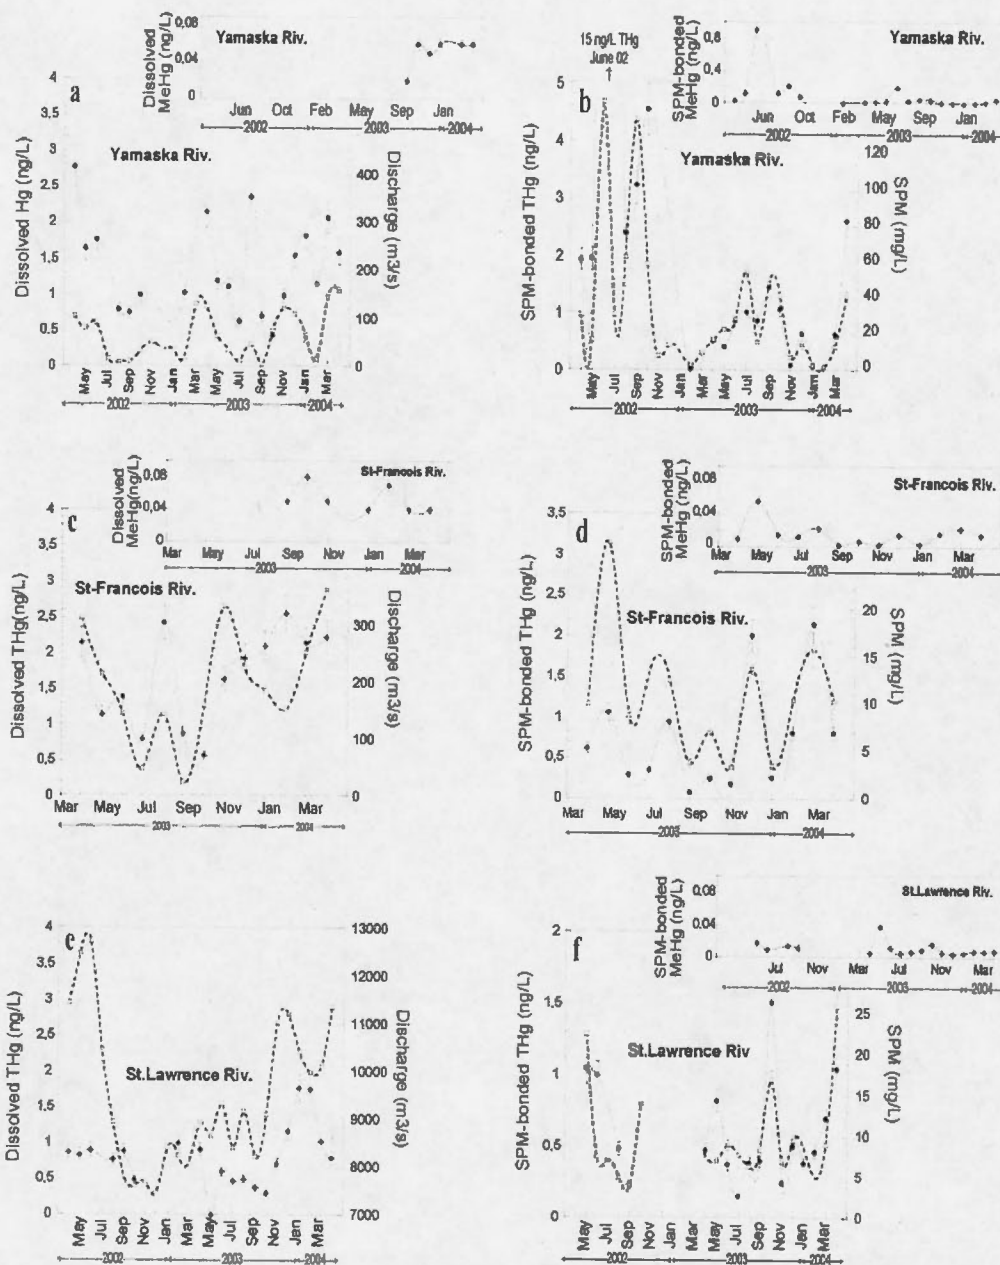 a
Yamaska Riv.
Dissolved MeHg (ng/L)
0,08
0,04
0
Jun Oct Feb May Sep Jan
2002 2003 2004
Yamaska Riv.
Dissolved Hg (ng/L)
4
3,5
3
2,5
2
1,5
1
0,5
0
Discharge (m3/s)
400
300
200
100
0
May Jul Sep Nov Jan Mar May Jul Sep Nov Jan Mar
2002 2003 2004
b
15 ng/L THg
June 02
Yamaska Riv.
SPM-bonded MeHg (ng/L)
0,8
0,4
0
Jun Oct Feb May Sep Jan
2002 2003 2004
Yamaska Riv.
SPM-bonded THg (ng/L)
5
4
3
2
1
0
SPM (mg/L)
120
100
80
60
40
20
0
May Jul Sep Nov Jan Mar May Jul Sep Nov Jan Mar
2002 2003 2004
c
St-Francois Riv.
Dissolved MeHg(ng/L)
0,08
0,04
0
Mar May Jul Sep Nov Jan Mar
2003 2004
St-Francois Riv.
Dissolved THg(ng/L)
4
3,5
3
2,5
2
1,5
1
0,5
0
Discharge (m3/s)
300
200
100
0
Mar May Jul Sep Nov Jan Mar
2003 2004
d
St-Francois Riv.
SPM-bonded MeHg(ng/L)
0,08
0,04
0
Mar May Jul Sep Nov Jan Mar
2003 2004
St-Francois Riv.
SPM-bonded THg (ng/L)
3,5
3
2,5
2
1,5
1
0,5
0
SPM (mg/L)
20
15
10
5
0
Mar May Jul Sep Nov Jan Mar
2003 2004
e
St.Lawrence Riv.
Dissolved THg (ng/L)
4
3,5
3
2,5
2
1,5
1
0,5
0
Discharge (m3/s)
13000
12000
11000
10000
9000
8000
7000
May Jul Sep Nov Jan Mar May Jul Sep Nov Jan Mar
2002 2003 2004
f
St.Lawrence Riv.
SPM-bonded MeHg (ng/L)
0,08
0,04
0
Jul Nov Mar Jul Nov Mar
2002 2003 2004
St.Lawrence Riv
SPM-bonded THg (ng/L)
2
1,5
1
0,5
0
SPM (mg/L)
25
20
15
10
5
0
May Jul Sep Nov Jan Mar May Jul Sep Nov Jan Mar
2002 2003 2004